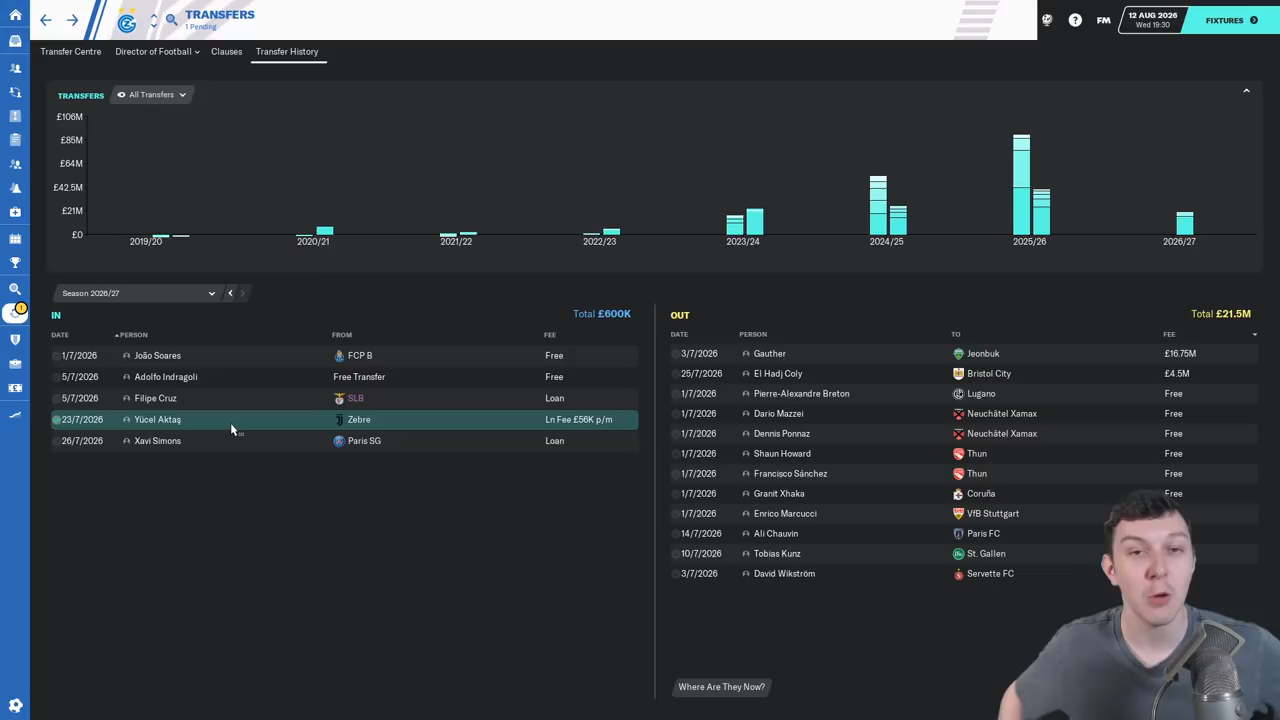 TRANSFERS
1 Pending
FM
12 AUG 2026
Wed 19:30
FIXTURES
Transfer Centre
Director of Football
Clauses
Transfer History
TRANSFERS
All Transfers
£106M
£85M
£64M
£42.5M
£21M
£0
2019/20 2020/21 2021/22 2022/23 2023/24 2024/25 2025/26 2026/27
Season 2026/27
IN Total £600K
DATE PERSON FROM FEE
1/7/2026 João Soares FCP B Free
5/7/2026 Adolfo Indragoli Free Transfer Free
5/7/2026 Filipe Cruz SLB Loan
23/7/2026 Yücel Aktaş Zebre Ln Fee £56K p/m
26/7/2026 Xavi Simons Paris SG Loan
OUT Total £21.5M
DATE PERSON TO FEE
3/7/2026 Gauther Jeonbuk £16.75M
25/7/2026 El Hadj Coly Bristol City £4.5M
1/7/2026 Pierre-Alexandre Breton Lugano Free
1/7/2026 Dario Mazzei Neuchâtel Xamax Free
1/7/2026 Dennis Ponnaz Neuchâtel Xamax Free
1/7/2026 Shaun Howard Thun Free
1/7/2026 Francisco Sánchez Thun Free
1/7/2026 Granit Xhaka Coruña Free
1/7/2026 Enrico Marcucci VfB Stuttgart
14/7/2026 Ali Chauvin Paris FC
10/7/2026 Tobias Kunz St. Gallen
3/7/2026 David Wikström Servette FC
Where Are They Now?
1